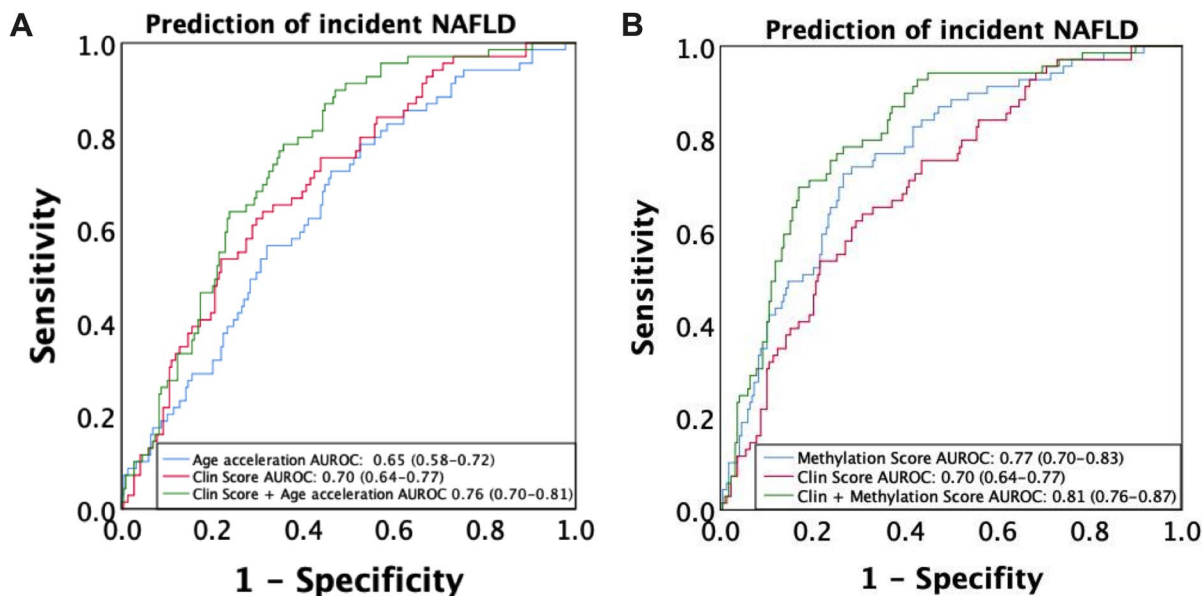 A
Prediction of incident NAFLD
1.0
0.8
0.6
0.4
0.2
0.0
Sensitivity
Age acceleration AUROC: 0.65 (0.58-0.72)
Clin Score AUROC: 0.70 (0.64-0.77)
Clin Score + Age acceleration AUROC 0.76 (0.70-0.81)
0.0 0.2 0.4 0.6 0.8 1.0
1 - Specificity
B
Prediction of incident NAFLD
1.0
0.8
0.6
0.4
0.2
0.0
Sensitivity
Methylation Score AUROC: 0.77 (0.70-0.83)
Clin Score AUROC: 0.70 (0.64-0.77)
Clin + Methylation Score AUROC: 0.81 (0.76-0.87)
0.0 0.2 0.4 0.6 0.8 1.0
1 - Specifity